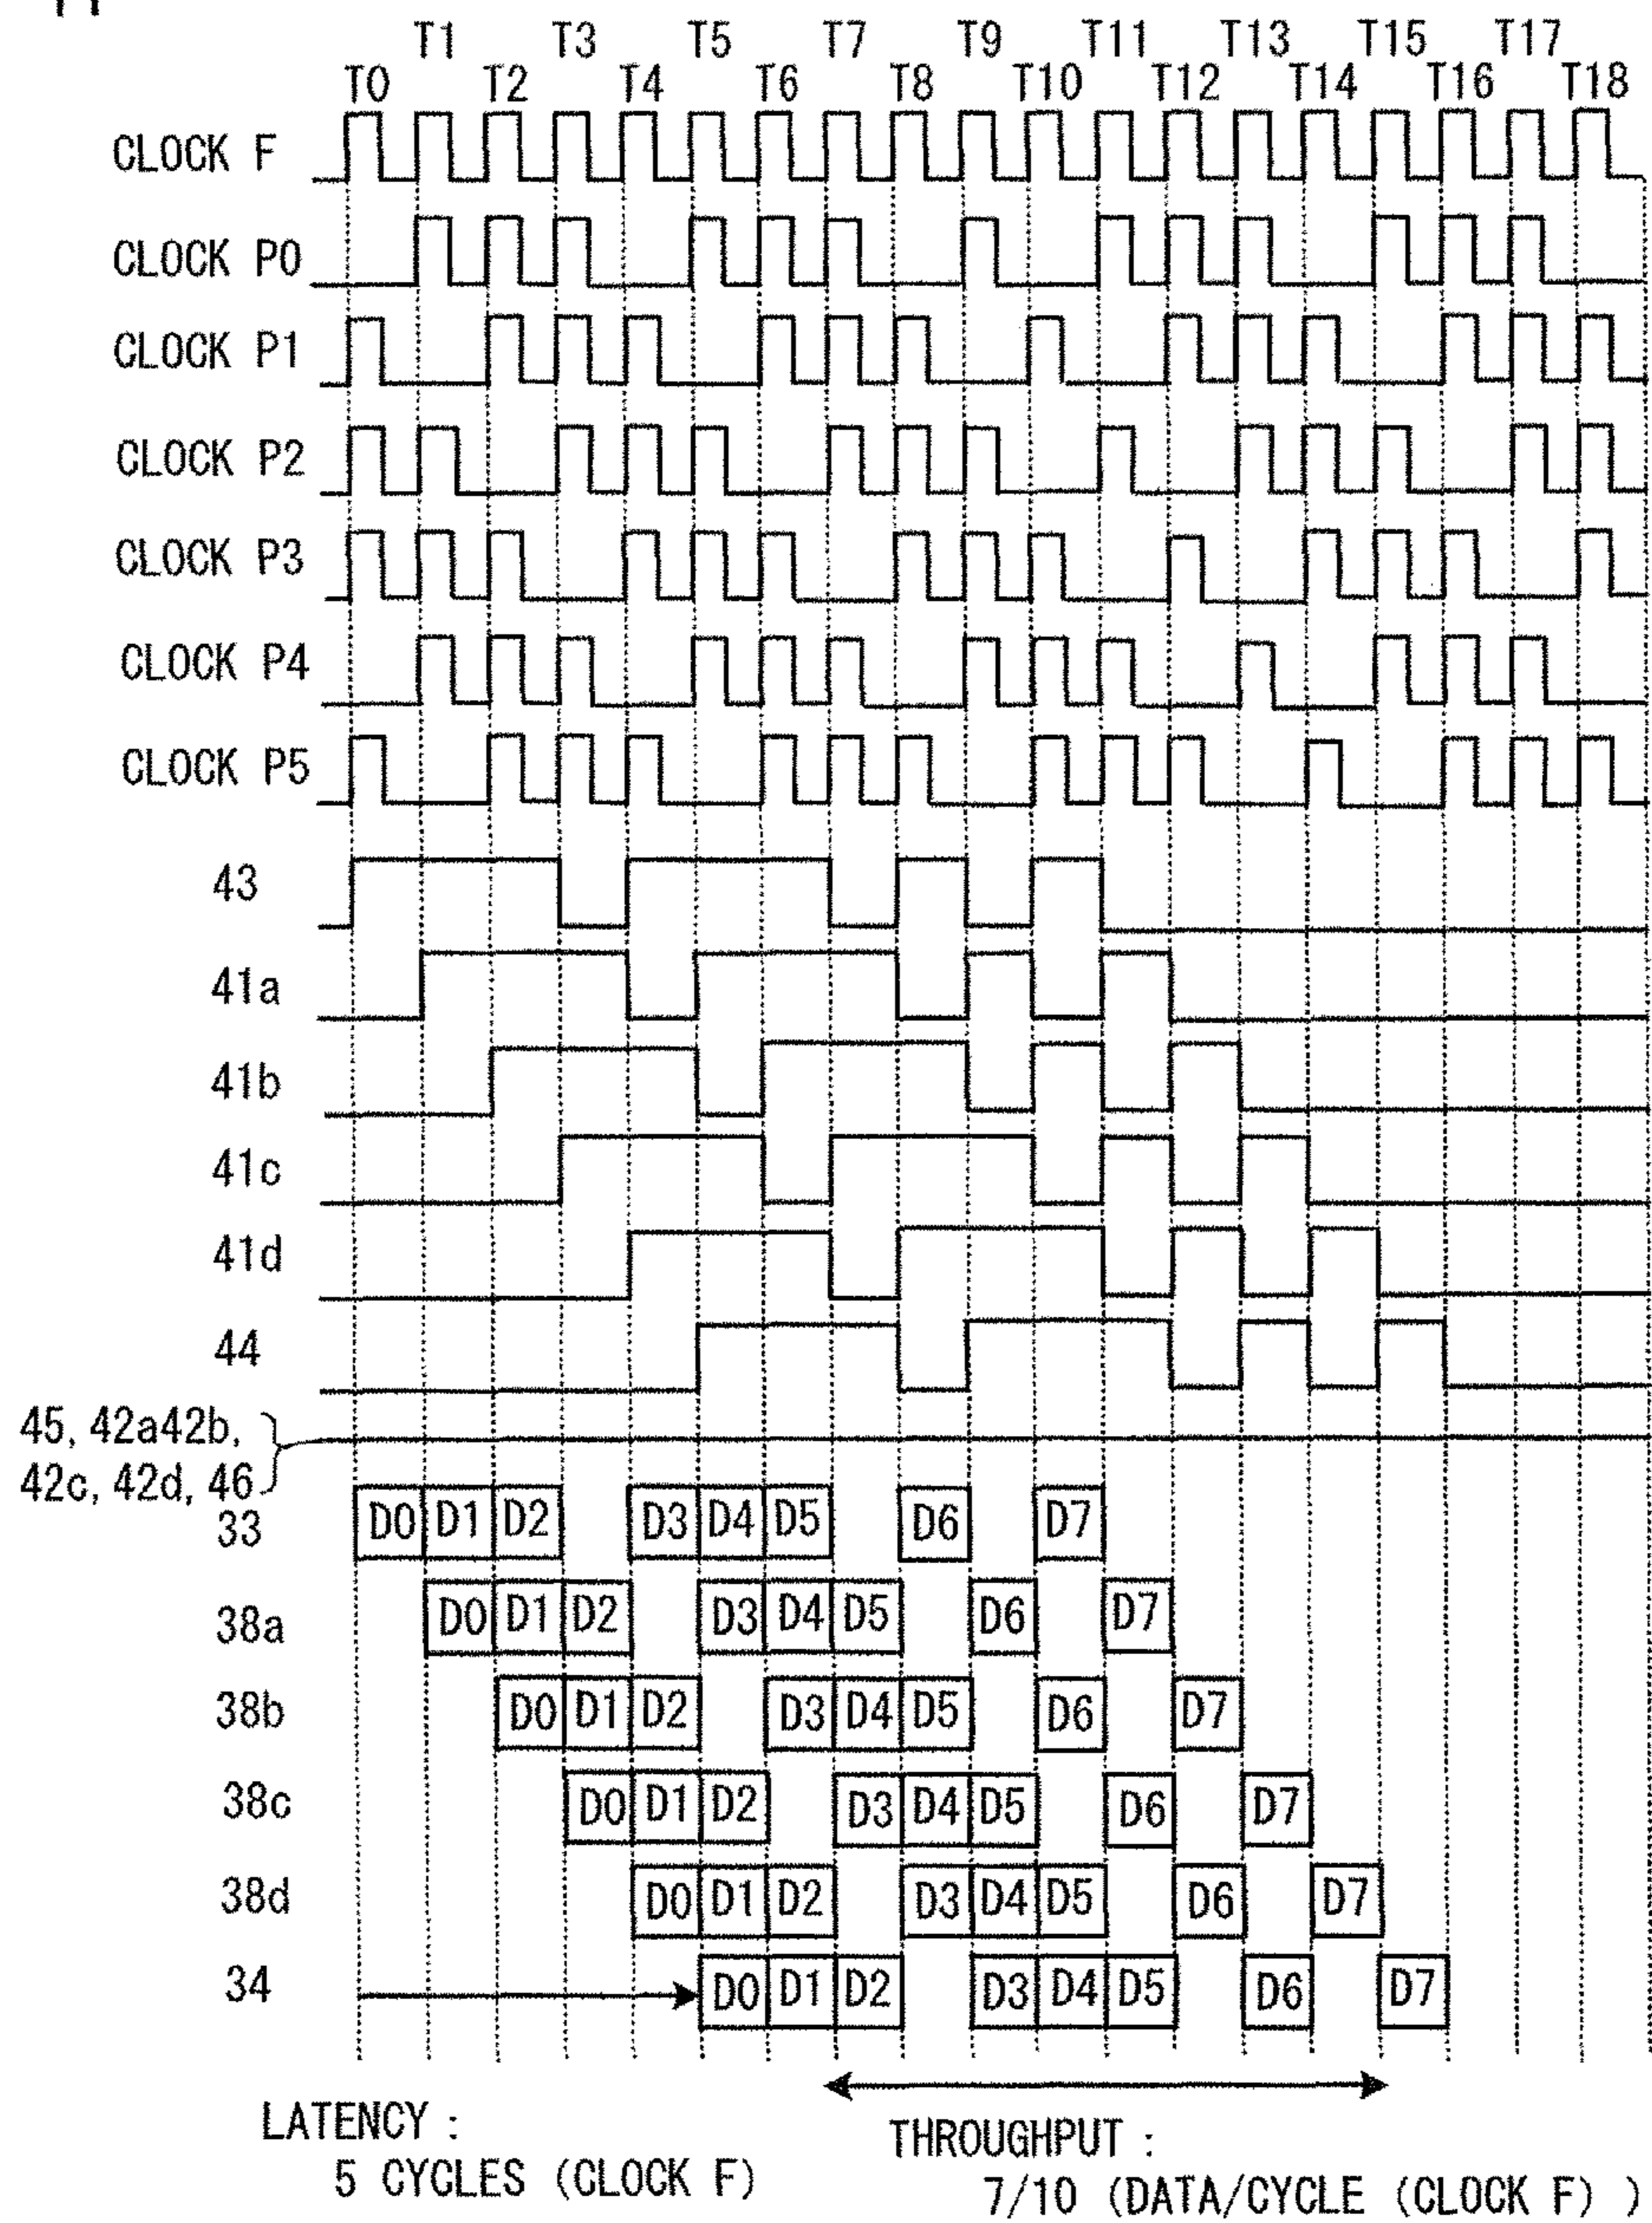 T1 T3 T5 T7 T9 T11 T13 T15 T17
T0 T2 T4 T6 T8 T10 T12 T14 T16 T18
CLOCK F
CLOCK P0
CLOCK P1
CLOCK P2
CLOCK P3
CLOCK P4
CLOCK P5
43
41a
41b
41c
41d
44
45, 42a42b,
42c, 42d, 46
33 D0 D1 D2 D3 D4 D5 D6 D7
38a D0 D1 D2 D3 D4 D5 D6 D7
38b D0 D1 D2 D3 D4 D5 D6 D7
38c D0 D1 D2 D3 D4 D5 D6 D7
38d D0 D1 D2 D3 D4 D5 D6 D7
34 D0 D1 D2 D3 D4 D5 D6 D7
LATENCY :
5 CYCLES (CLOCK F)
THROUGHPUT :
7/10 (DATA/CYCLE (CLOCK F) )